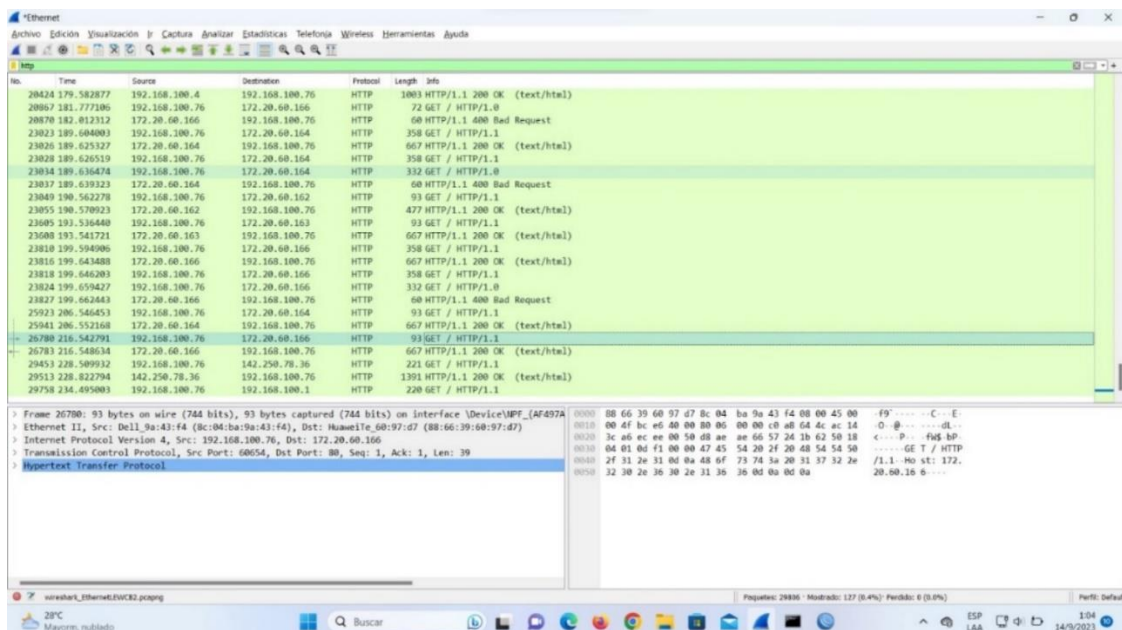 *Ethernet
Archivo Edición Visualización Ir Captura Analizar Estadísticas Telefonja Wireless Herramientas Ayuda
http
No. Time Source Destination Protocol Length Info
20424 179.582877 192.168.100.4 192.168.100.76 HTTP 1003 HTTP/1.1 200 OK (text/html)
20867 181.777106 192.168.100.76 172.20.60.166 HTTP 72 GET / HTTP/1.0
20870 182.012312 172.20.60.166 192.168.100.76 HTTP 60 HTTP/1.1 400 Bad Request
23023 189.604003 192.168.100.76 172.20.60.164 HTTP 358 GET / HTTP/1.1
23026 189.625327 172.20.60.164 192.168.100.76 HTTP 667 HTTP/1.1 200 OK (text/html)
23028 189.626519 192.168.100.76 172.20.60.164 HTTP 358 GET / HTTP/1.1
23034 189.636474 192.168.100.76 172.20.60.164 HTTP 332 GET / HTTP/1.0
23037 189.639323 172.20.60.164 192.168.100.76 HTTP 60 HTTP/1.1 400 Bad Request
23049 190.562278 192.168.100.76 172.20.60.162 HTTP 93 GET / HTTP/1.1
23055 190.570923 172.20.60.162 192.168.100.76 HTTP 477 HTTP/1.1 200 OK (text/html)
23605 193.536440 192.168.100.76 172.20.60.163 HTTP 93 GET / HTTP/1.1
23608 193.541721 172.20.60.163 192.168.100.76 HTTP 667 HTTP/1.1 200 OK (text/html)
23810 199.594906 192.168.100.76 172.20.60.166 HTTP 358 GET / HTTP/1.1
23816 199.643488 172.20.60.166 192.168.100.76 HTTP 667 HTTP/1.1 200 OK (text/html)
23818 199.646203 192.168.100.76 172.20.60.166 HTTP 358 GET / HTTP/1.1
23824 199.659427 192.168.100.76 172.20.60.166 HTTP 332 GET / HTTP/1.0
23827 199.662443 172.20.60.166 192.168.100.76 HTTP 60 HTTP/1.1 400 Bad Request
25923 206.546453 192.168.100.76 172.20.60.164 HTTP 93 GET / HTTP/1.1
25941 206.552168 172.20.60.164 192.168.100.76 HTTP 667 HTTP/1.1 200 OK (text/html)
26780 216.542791 192.168.100.76 172.20.60.166 HTTP 93 GET / HTTP/1.1
26783 216.548634 172.20.60.166 192.168.100.76 HTTP 667 HTTP/1.1 200 OK (text/html)
29453 228.509932 192.168.100.76 142.250.78.36 HTTP 221 GET / HTTP/1.1
29513 228.822794 142.250.78.36 192.168.100.76 HTTP 1391 HTTP/1.1 200 OK (text/html)
29758 234.495003 192.168.100.76 192.168.100.1 HTTP 220 GET / HTTP/1.1
> Frame 26780: 93 bytes on wire (744 bits), 93 bytes captured (744 bits) on interface \Device\NPF_{AF497A
> Ethernet II, Src: Dell_9a:43:f4 (8c:04:ba:9a:43:f4), Dst: HuaweiTe_60:97:d7 (88:66:39:60:97:d7)
> Internet Protocol Version 4, Src: 192.168.100.76, Dst: 172.20.60.166
> Transmission Control Protocol, Src Port: 60654, Dst Port: 80, Seq: 1, Ack: 1, Len: 39
> Hypertext Transfer Protocol
0000 88 66 39 60 97 d7 8c 04 ba 9a 43 f4 08 00 45 00 ·f9`···· ··C···E·
0010 00 4f bc e6 40 00 80 06 00 00 c0 a8 64 4c ac 14 ·O··@··· ····dL··
0020 3c a6 ec ee 00 50 d8 ae ae 66 57 24 1b 62 50 18 <····P·· ·fW$·bP·
0030 04 01 0d f1 00 00 47 45 54 20 2f 20 48 54 54 50 ······GE T / HTTP
0040 2f 31 2e 31 0d 0a 48 6f 73 74 3a 20 31 37 32 2e /1.1··Ho st: 172.
0050 32 30 2e 36 30 2e 31 36 36 0d 0a 0d 0a 20.60.16 6····
wireshark_EthernetLEWCB2.pcapng Paquetes: 29806 · Mostrado: 127 (0.4%) · Perdido: 0 (0.0%) Perfil: Defaul
28°C Buscar ESP 1:04
Mayorm. nublado LAA 14/9/2023